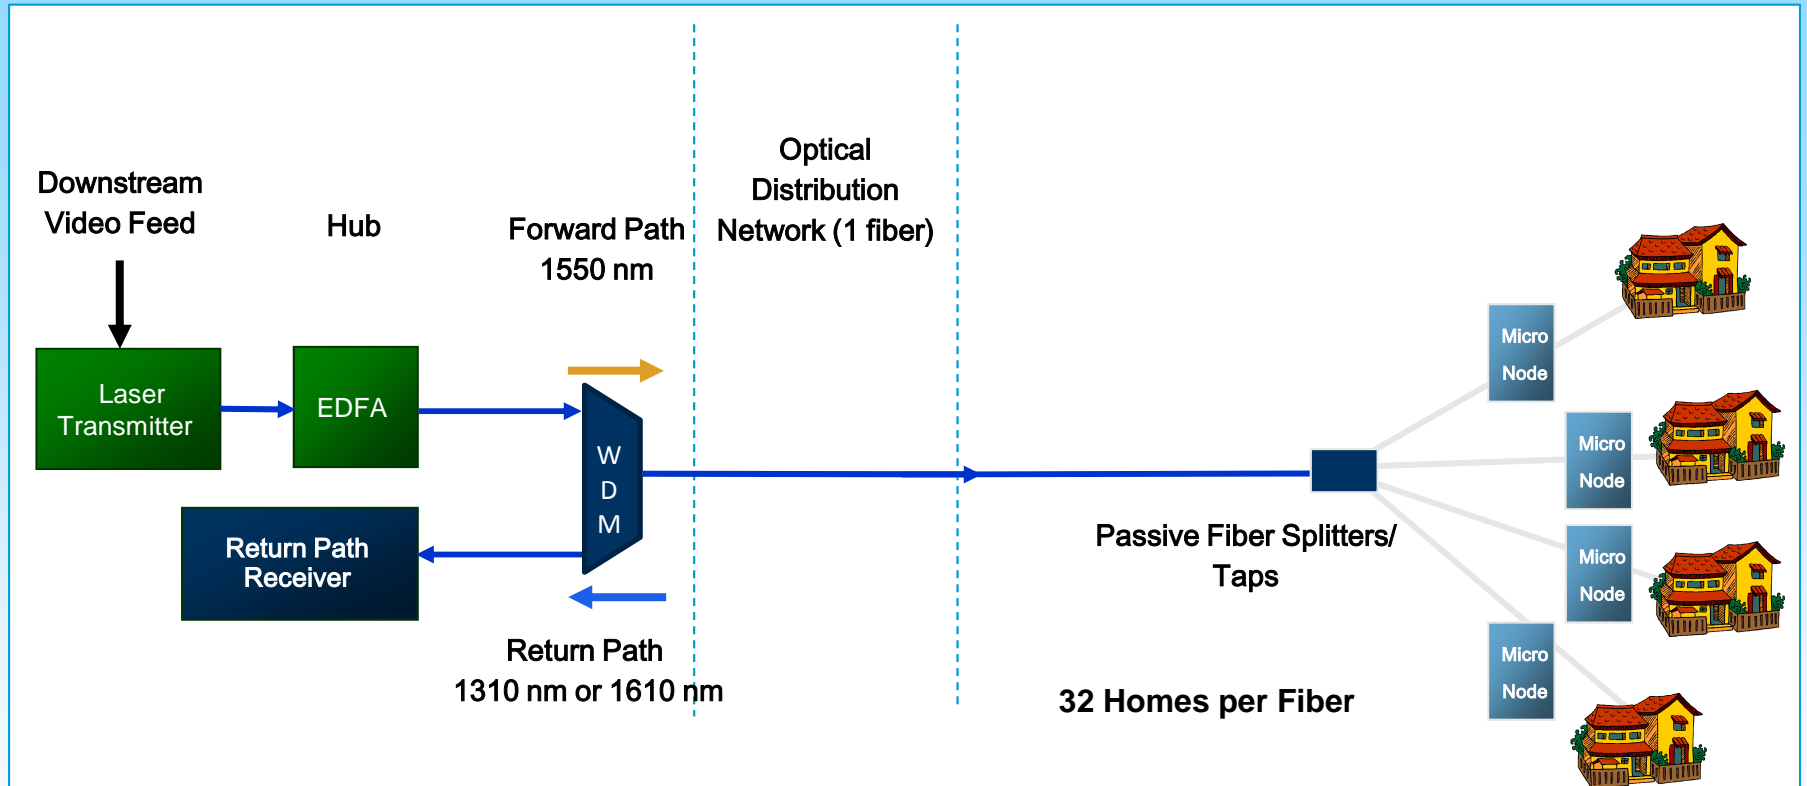 Downstream
Video Feed
Hub
Forward Path
1550 nm
Optical
Distribution
Network (1 fiber)
Laser
Transmitter
EDFA
W
D
M
Return Path
Receiver
Return Path
1310 nm or 1610 nm
Passive Fiber Splitters/
Taps
32 Homes per Fiber
Micro
Node
Micro
Node
Micro
Node
Micro
Node